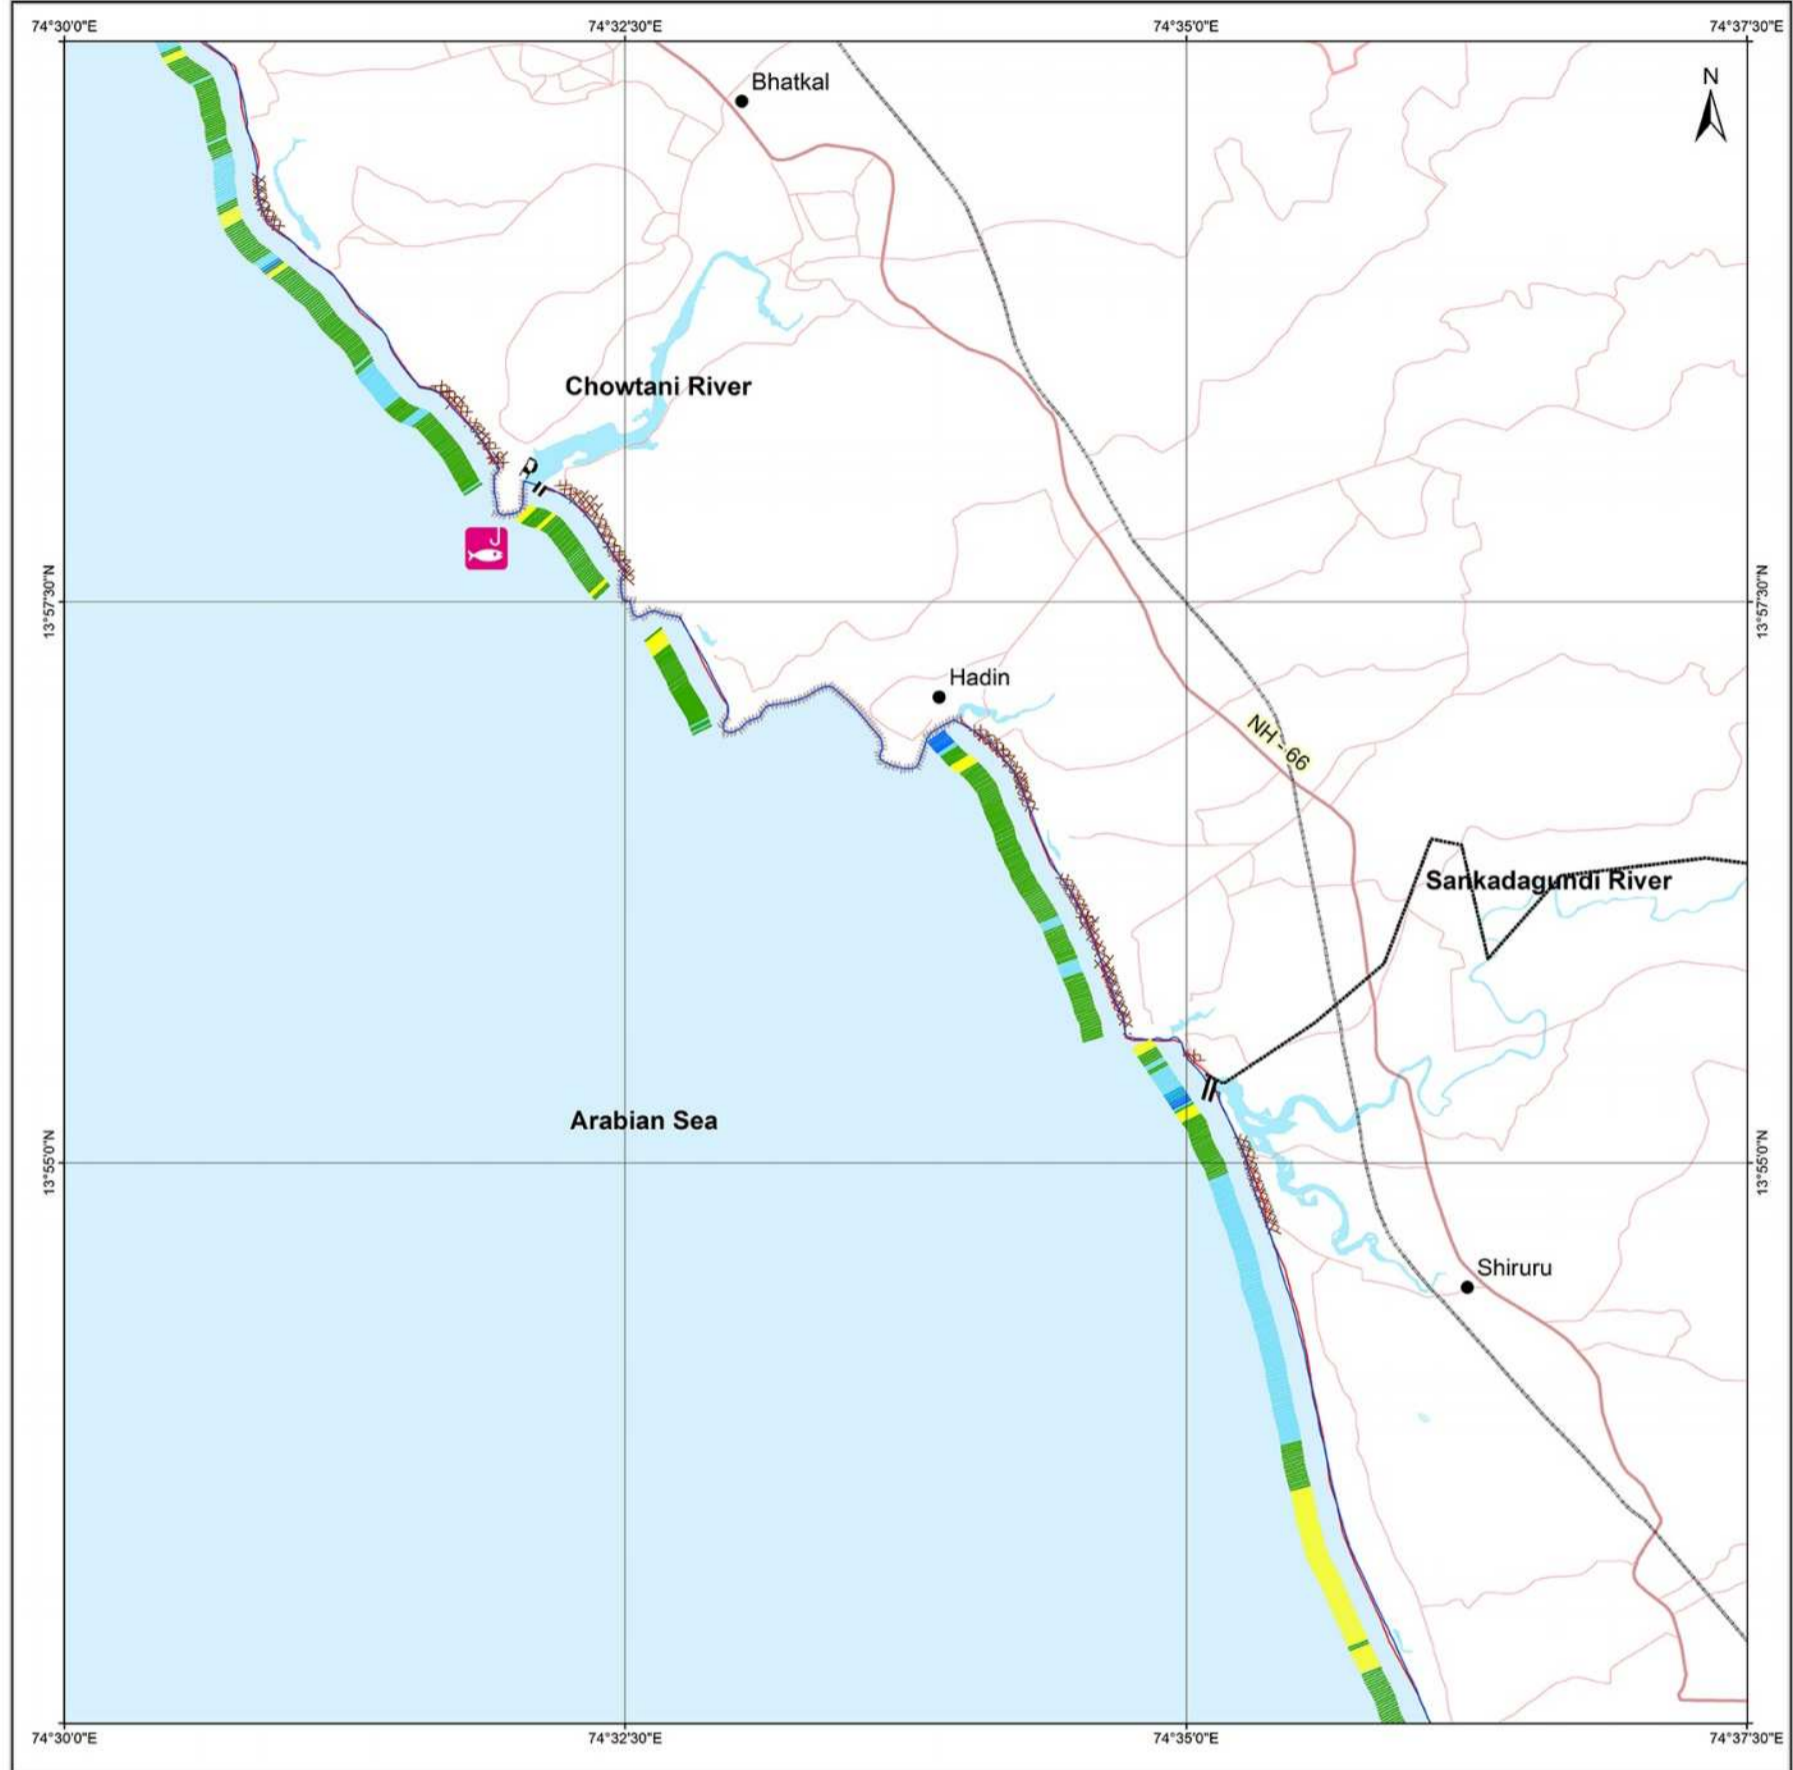 74°30'0"E
74°32'30"E
74°35'0"E
74°37'30"E
N
Bhatkal
Chowtani River
13°57'30"N
13°57'30"N
Hadin
NH - 66
Sankadagundi River
Arabian Sea
13°55'0"N
13°55'0"N
Shiruru
74°30'0"E
74°32'30"E
74°35'0"E
74°37'30"E